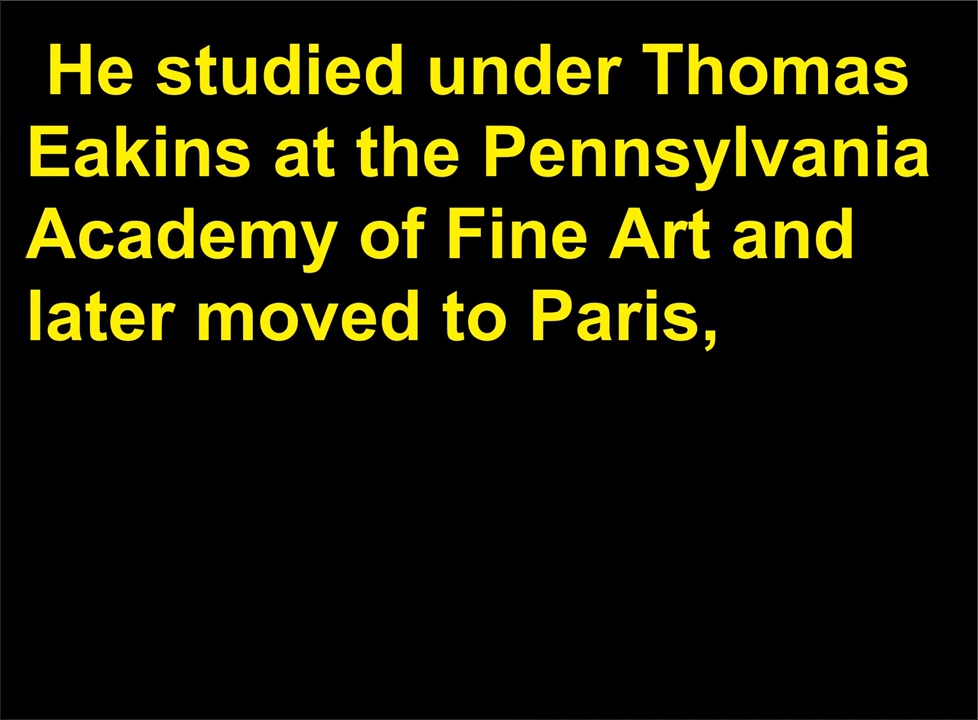 He studied under Thomas
Eakins at the Pennsylvania
Academy of Fine Art and
later moved to Paris,